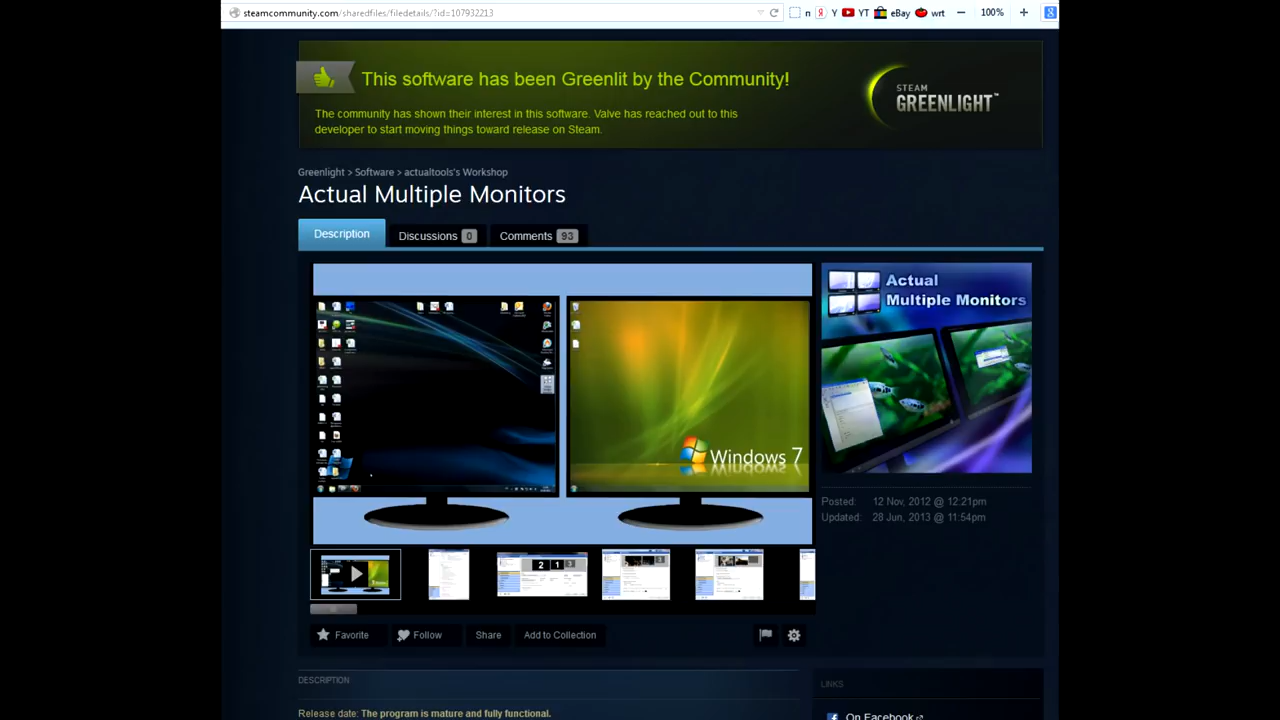 steamcommunity.com/sharedfiles/filedetails/?id=107932213
n Y YT eBay wrt 100%
This software has been Greenlit by the Community!
The community has shown their interest in this software. Valve has reached out to this
developer to start moving things toward release on Steam.
STEAM
GREENLIGHT™
Greenlight > Software > actualtools's Workshop
Actual Multiple Monitors
Description
Discussions 0
Comments 93
Windows 7
Actual
Multiple Monitors
Posted: 12 Nov, 2012 @ 12:21pm
Updated: 28 Jun, 2013 @ 11:54pm
2 1 3
Favorite
Follow
Share
Add to Collection
DESCRIPTION
LINKS
Release date: The program is mature and fully functional.
On Facebook